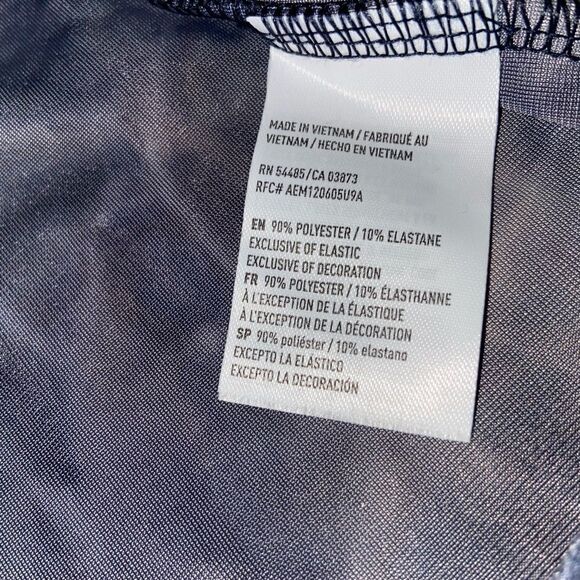 MADE IN VIETNAM / FABRIQUÉ AU
VIETNAM / HECHO EN VIETNAM
RN 54485/CA 03873
RFC# AEM120605U9A
EN 90% POLYESTER / 10% ELASTANE
EXCLUSIVE OF ELASTIC
EXCLUSIVE OF DECORATION
FR 90% POLYESTER / 10% ÉLASTHANNE
À L'EXCEPTION DE LA ÉLASTIQUE
À L'EXCEPTION DE LA DÉCORATION
SP 90% poliéster / 10% elastano
EXCEPTO LA ELÁSTICO
EXCEPTO LA DECORACIÓN